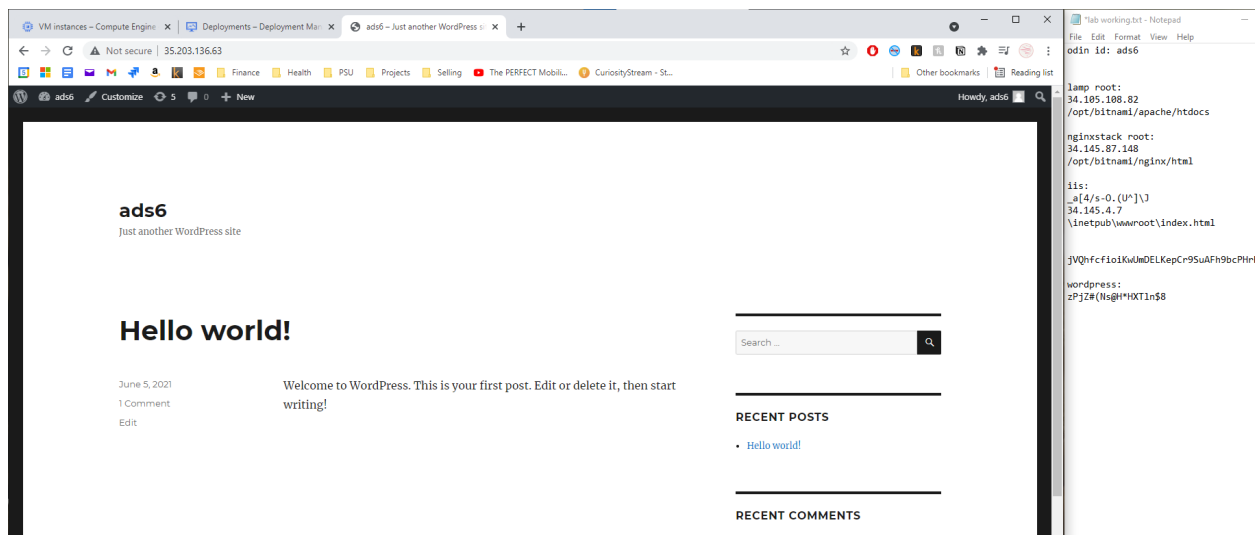 VM instances – Compute Engine
Deployments – Deployment Man
ads6 – Just another WordPress si
Not secure | 35.203.136.63
Finance
Health
PSU
Projects
Selling
The PERFECT Mobili...
CuriosityStream - St...
Other bookmarks
Reading list
ads6
Customize
5
0
+ New
Howdy, ads6
ads6
Just another WordPress site
Hello world!
June 5, 2021
1 Comment
Edit
Welcome to WordPress. This is your first post. Edit or delete it, then start
writing!
Search …
RECENT POSTS
Hello world!
RECENT COMMENTS
*lab working.txt - Notepad
File Edit Format View Help
odin id: ads6
lamp root:
34.105.108.82
/opt/bitnami/apache/htdocs
nginxstack root:
34.145.87.148
/opt/bitnami/nginx/html
iis:
_a[4/s-O.(U^]\J
34.145.4.7
\inetpub\wwwroot\index.html
jVQhfcfioiKwUmDELKepCr9SuAFh9bcPHr
wordpress:
zPjZ#(Ns@H*HXTln$8